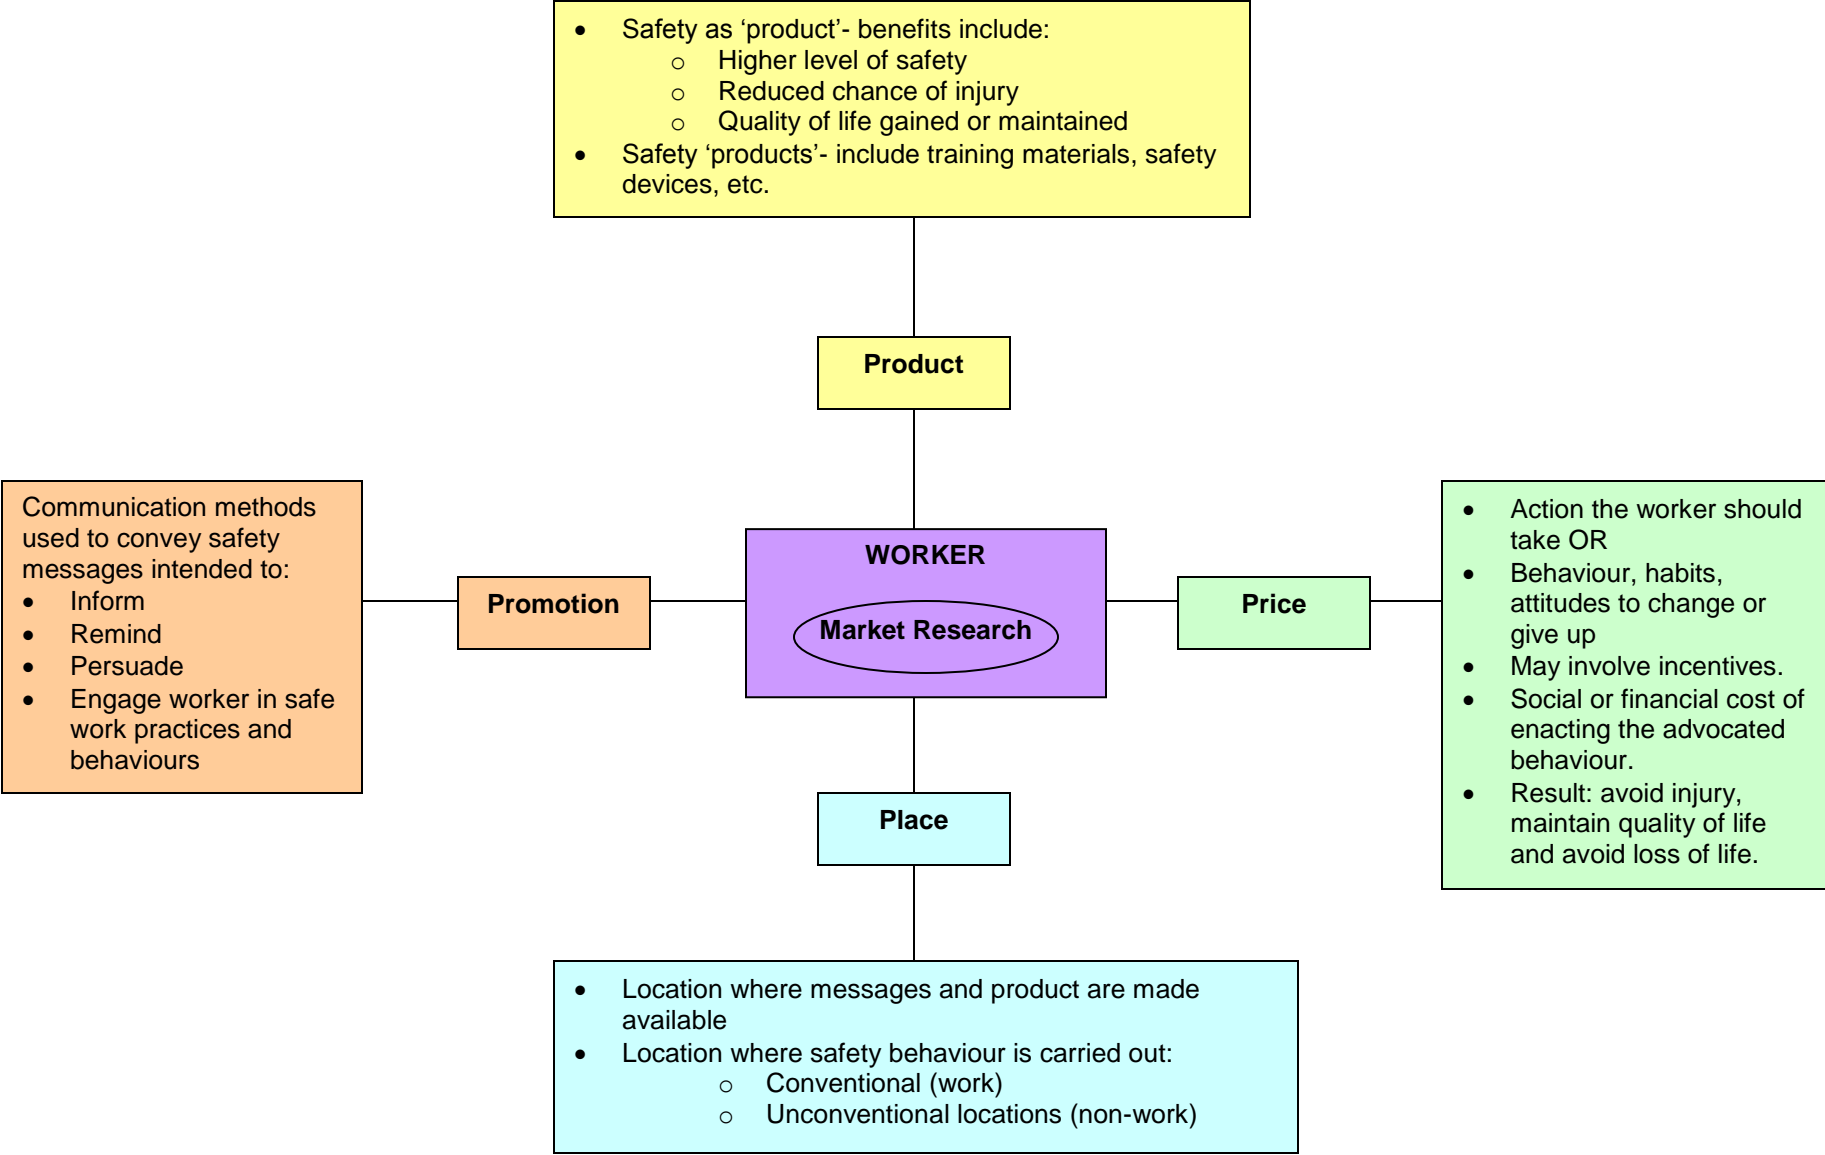 • Safety as ‘product’- benefits include:
o Higher level of safety
o Reduced chance of injury
o Quality of life gained or maintained
• Safety ‘products’- include training materials, safety
devices, etc.
Product
Communication methods
used to convey safety
messages intended to:
• Inform
• Remind
• Persuade
• Engage worker in safe
work practices and
behaviours
Promotion
WORKER
Market Research
Price
• Action the worker should
take OR
• Behaviour, habits,
attitudes to change or
give up
• May involve incentives.
• Social or financial cost of
enacting the advocated
behaviour.
• Result: avoid injury,
maintain quality of life
and avoid loss of life.
Place
• Location where messages and product are made
available
• Location where safety behaviour is carried out:
o Conventional (work)
o Unconventional locations (non-work)